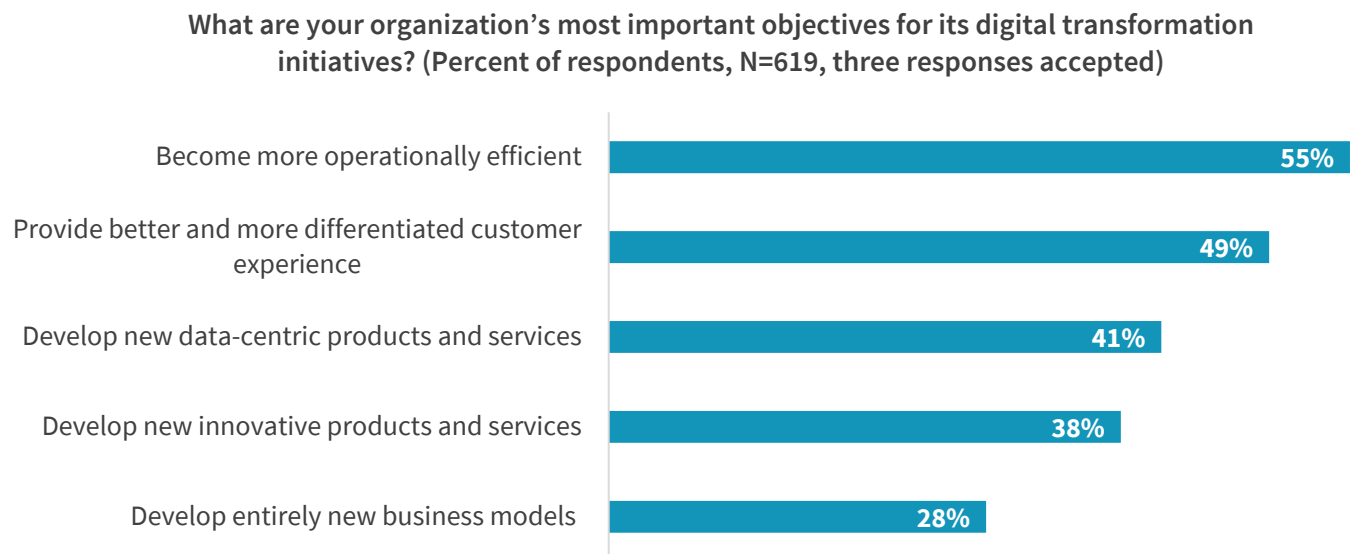 What are your organization’s most important objectives for its digital transformation
initiatives? (Percent of respondents, N=619, three responses accepted)
Become more operationally efficient
55%
Provide better and more differentiated customer
experience
49%
Develop new data-centric products and services
41%
Develop new innovative products and services
38%
Develop entirely new business models
28%